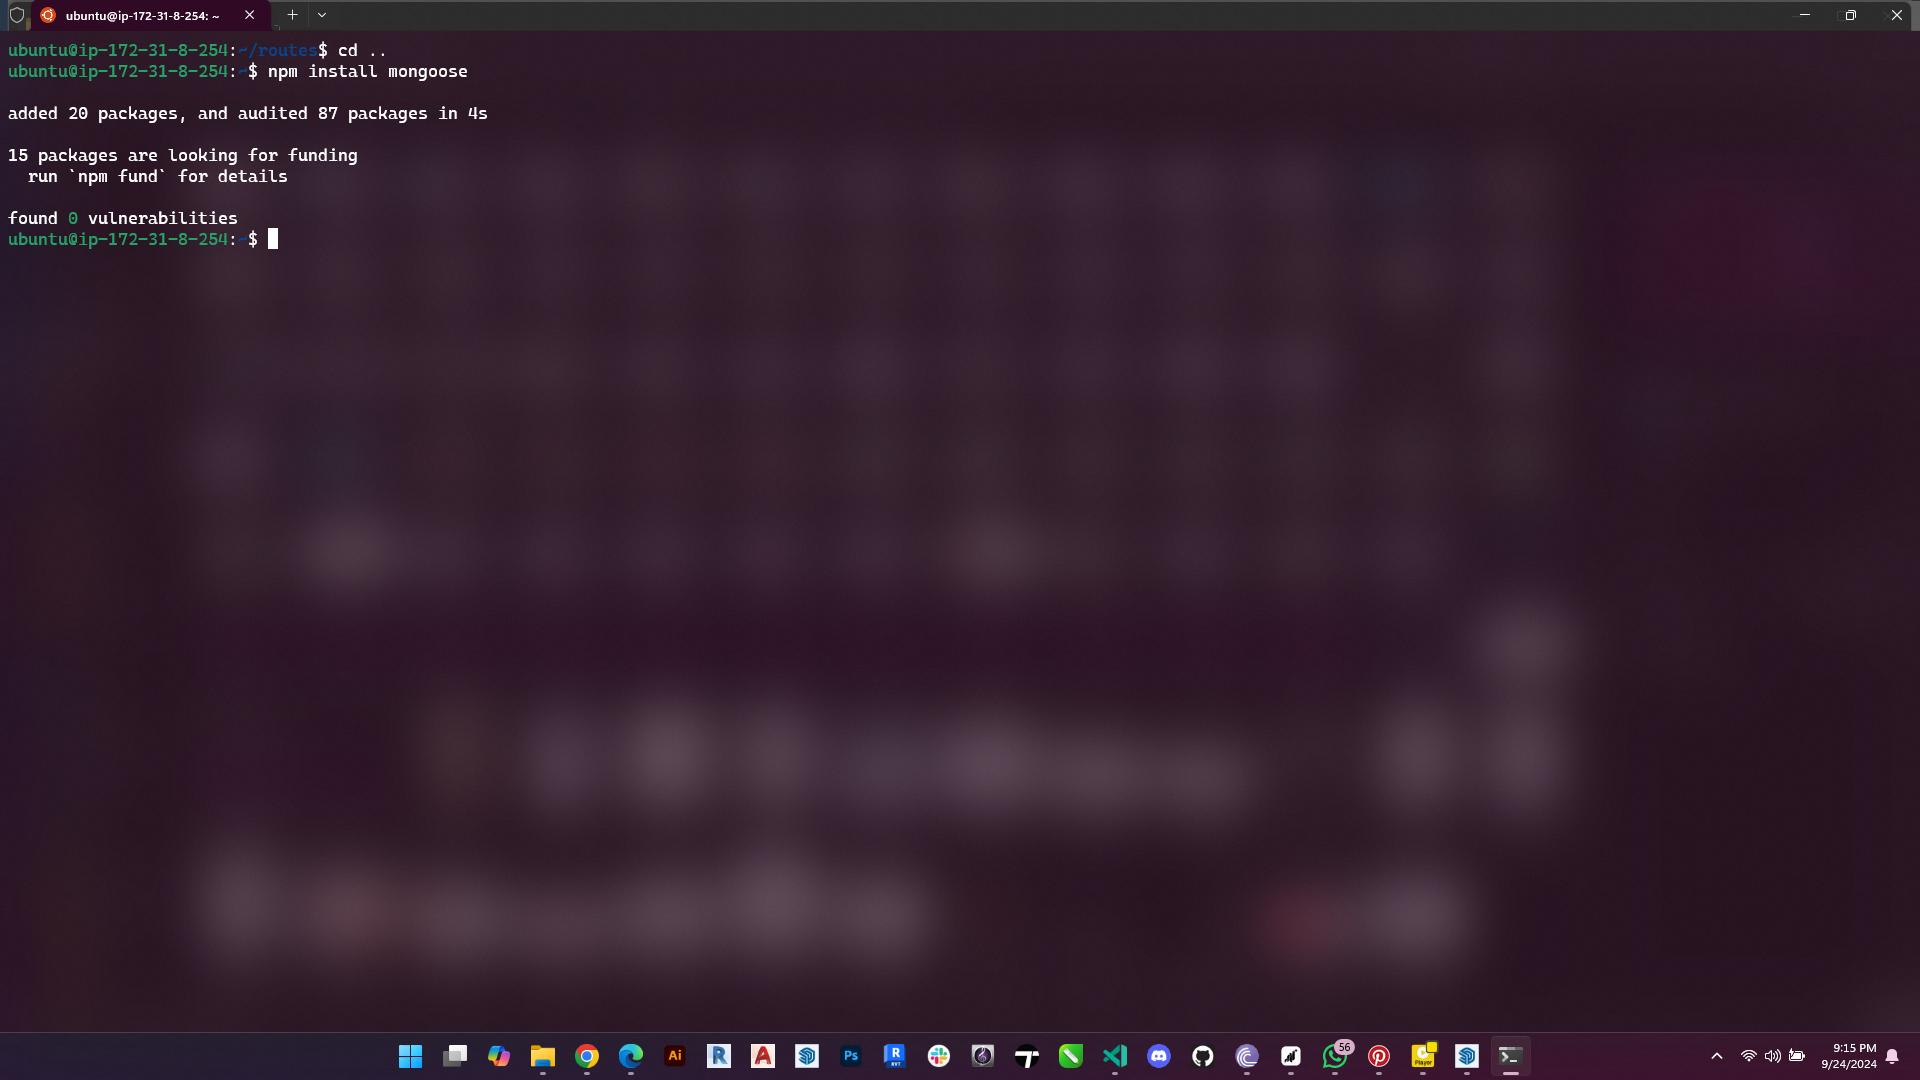 ubuntu@ip-172-31-8-254: ~
ubuntu@ip-172-31-8-254:~/routes$ cd ..
ubuntu@ip-172-31-8-254:~$ npm install mongoose
added 20 packages, and audited 87 packages in 4s
15 packages are looking for funding
run `npm fund` for details
found 0 vulnerabilities
ubuntu@ip-172-31-8-254:~$
Ai
R
A
Ps
R
RVT
56
Player
9:15 PM
9/24/2024